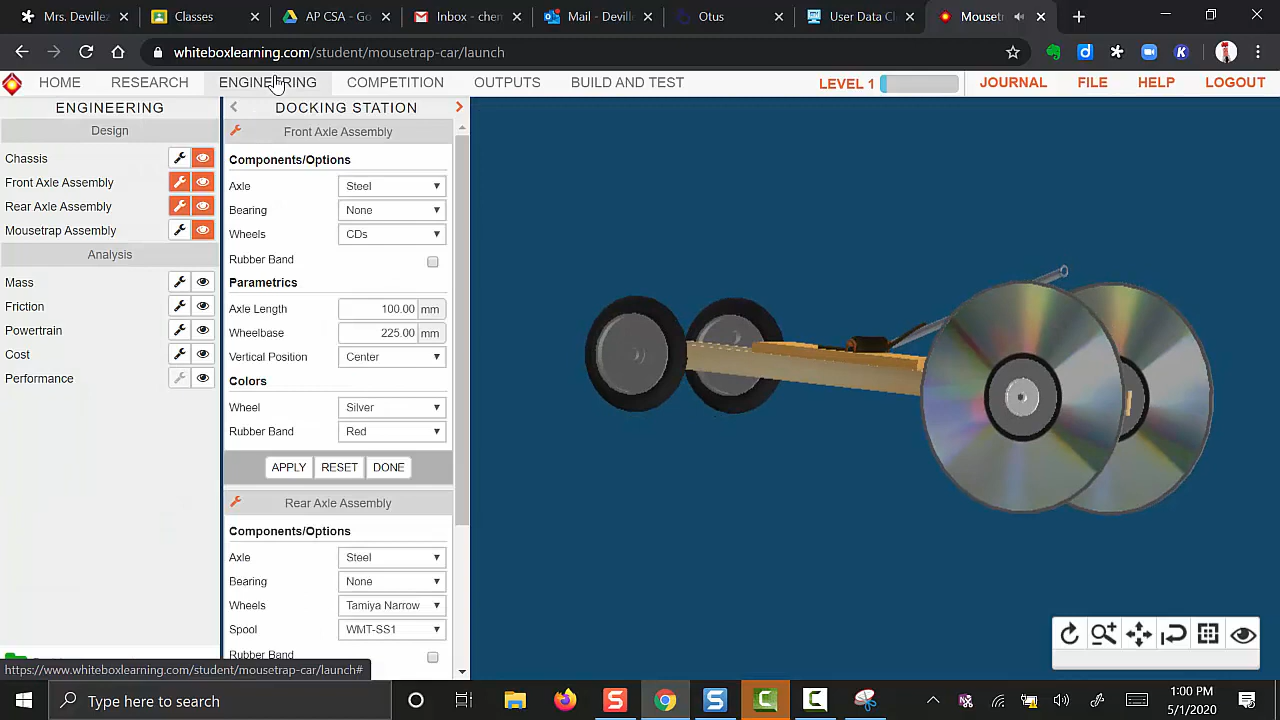 Mrs. Devillez
Classes
AP CSA - Go
Inbox - chem
Mail - Deville
Otus
User Data C
Mousetr
whiteboxlearning.com/student/mousetrap-car/launch
HOME RESEARCH ENGINEERING COMPETITION OUTPUTS BUILD AND TEST LEVEL 1 JOURNAL FILE HELP LOGOUT
ENGINEERING
Design
Chassis
Front Axle Assembly
Rear Axle Assembly
Mousetrap Assembly
Analysis
Mass
Friction
Powertrain
Cost
Performance
DOCKING STATION
Front Axle Assembly
Components/Options
Axle Steel
Bearing None
Wheels CDs
Rubber Band
Parametrics
Axle Length 100.00 mm
Wheelbase 225.00 mm
Vertical Position Center
Colors
Wheel Silver
Rubber Band Red
APPLY RESET DONE
Rear Axle Assembly
Components/Options
Axle Steel
Bearing None
Wheels Tamiya Narrow
Spool WMT-SS1
Rubber Band
https://www.whiteboxlearning.com/student/mousetrap-car/launch#
Type here to search
1:00 PM
5/1/2020